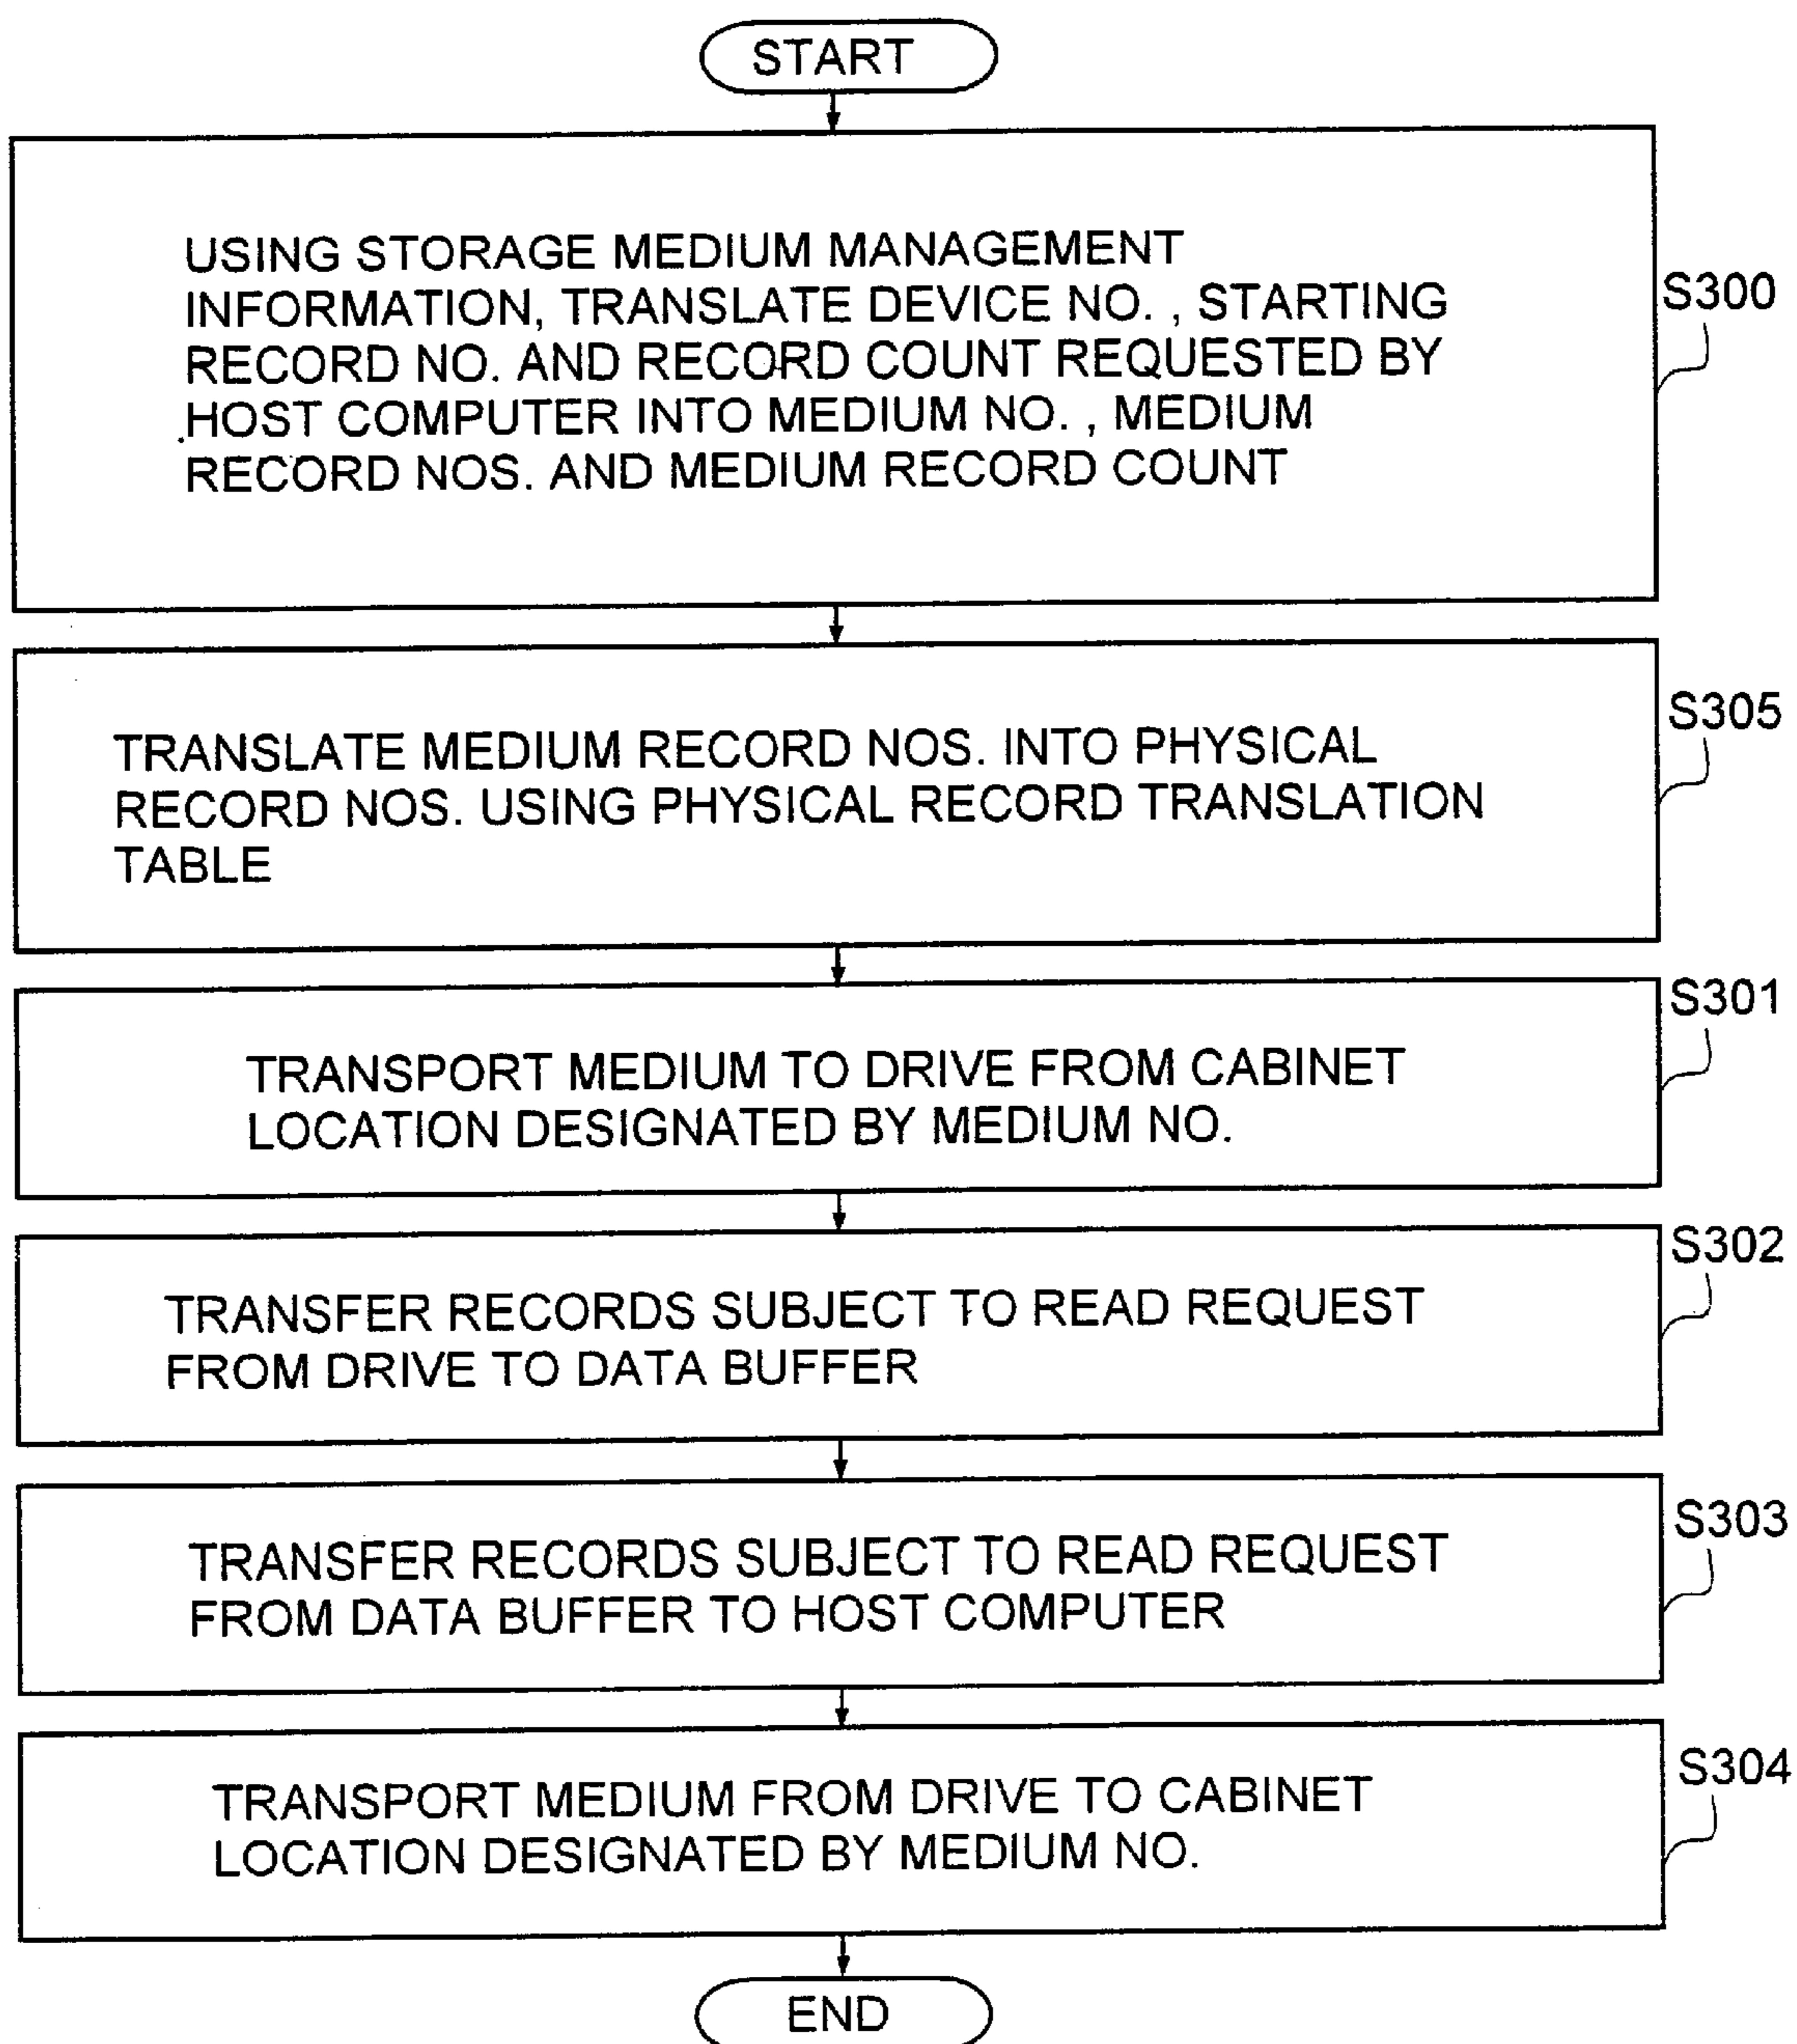 START
USING STORAGE MEDIUM MANAGEMENT
INFORMATION, TRANSLATE DEVICE NO. , STARTING
RECORD NO. AND RECORD COUNT REQUESTED BY
HOST COMPUTER INTO MEDIUM NO. , MEDIUM
RECORD NOS. AND MEDIUM RECORD COUNT
S300
TRANSLATE MEDIUM RECORD NOS. INTO PHYSICAL
RECORD NOS. USING PHYSICAL RECORD TRANSLATION
TABLE
S305
TRANSPORT MEDIUM TO DRIVE FROM CABINET
LOCATION DESIGNATED BY MEDIUM NO.
S301
TRANSFER RECORDS SUBJECT TO READ REQUEST
FROM DRIVE TO DATA BUFFER
S302
TRANSFER RECORDS SUBJECT TO READ REQUEST
FROM DATA BUFFER TO HOST COMPUTER
S303
TRANSPORT MEDIUM FROM DRIVE TO CABINET
LOCATION DESIGNATED BY MEDIUM NO.
S304
END